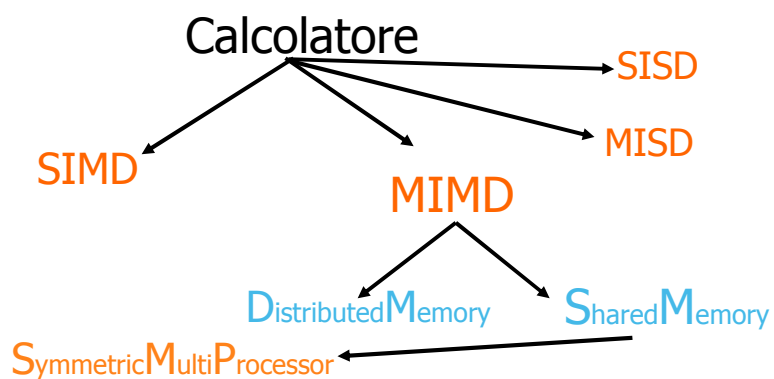 Calcolatore
SISD
MISD
SIMD
MIMD
DistributedMemory
SharedMemory
SymmetricMultiProcessor